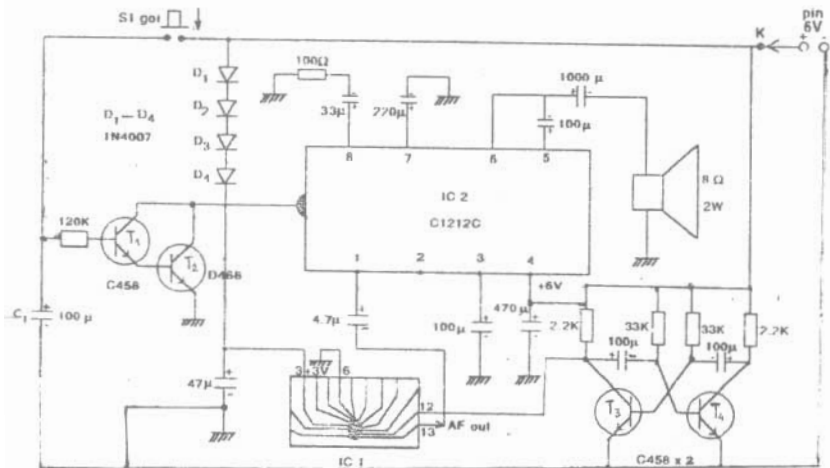 S1 gọi
pin
6V
+ -
K
D₁
D₂
D₃
D₄
D₁ — D₄
1N4007
100Ω
33µ
220µ
1000 µ
100µ
8 7 6 5
IC 2
C1212C
8 Ω
2W
120K
T₁
T₂
C458
D468
1 2 3 4
+6V
C₁
100 µ
4.7µ
100µ
470µ
2.2K
33K
33K
2.2K
100µ
100µ
47µ
3 +3V 6
12
13
AF out
IC 1
T₃
T₄
C458 x 2